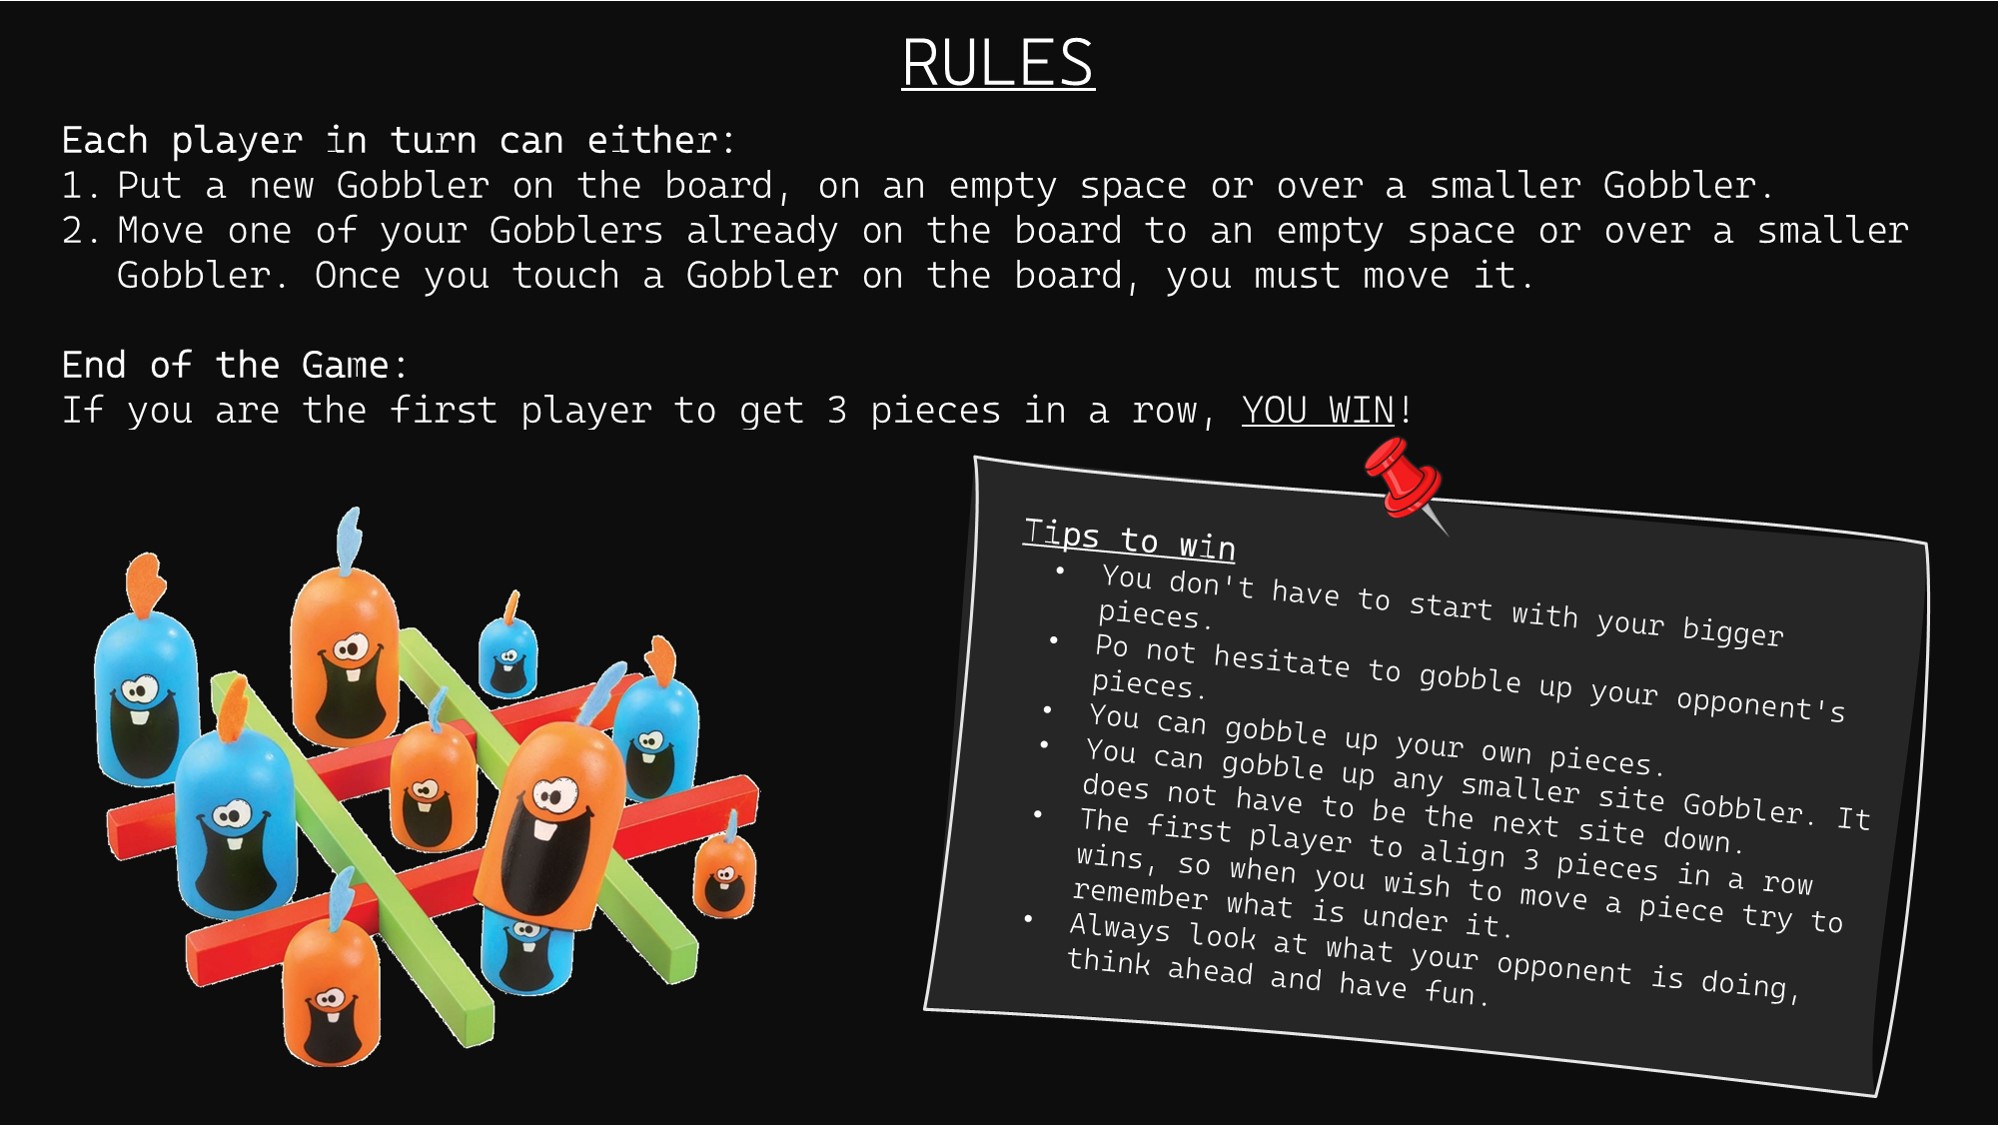 RULES
Each player in turn can either:
1. Put a new Gobbler on the board, on an empty space or over a smaller Gobbler.
2. Move one of your Gobblers already on the board to an empty space or over a smaller
Gobbler. Once you touch a Gobbler on the board, you must move it.
End of the Game:
If you are the first player to get 3 pieces in a row, YOU WIN!
Tips to win
• You don't have to start with your bigger
pieces.
• Po not hesitate to gobble up your opponent's
pieces.
• You can gobble up your own pieces.
• You can gobble up any smaller site Gobbler. It
does not have to be the next site down.
• The first player to align 3 pieces in a row
wins, so when you wish to move a piece try to
remember what is under it.
• Always look at what your opponent is doing,
think ahead and have fun.